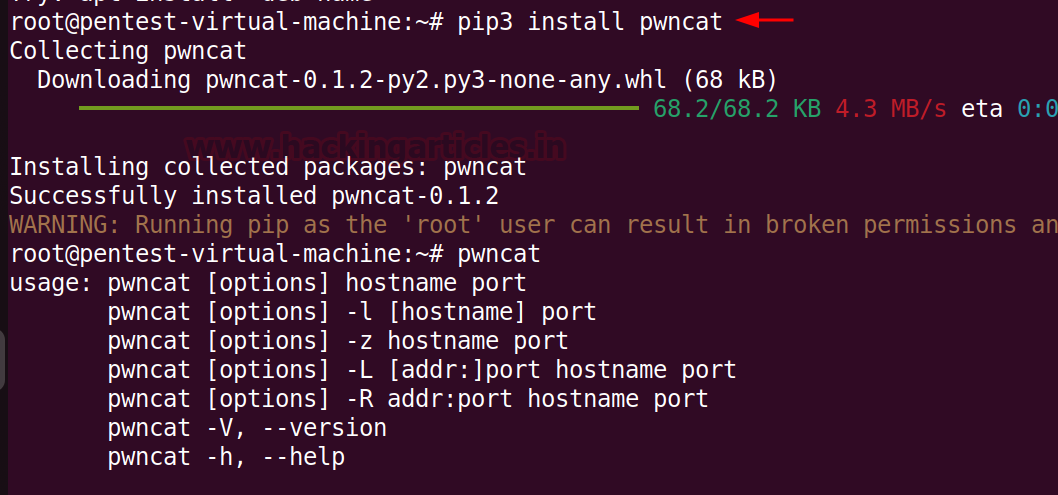 root@pentest-virtual-machine:~# pip3 install pwncat
Collecting pwncat
  Downloading pwncat-0.1.2-py2.py3-none-any.whl (68 kB)
68.2/68.2 KB 4.3 MB/s eta 0:0
www.hackingarticles.in
Installing collected packages: pwncat
Successfully installed pwncat-0.1.2
WARNING: Running pip as the 'root' user can result in broken permissions an
root@pentest-virtual-machine:~# pwncat
usage: pwncat [options] hostname port
       pwncat [options] -l [hostname] port
       pwncat [options] -z hostname port
       pwncat [options] -L [addr:]port hostname port
       pwncat [options] -R addr:port hostname port
       pwncat -V, --version
       pwncat -h, --help